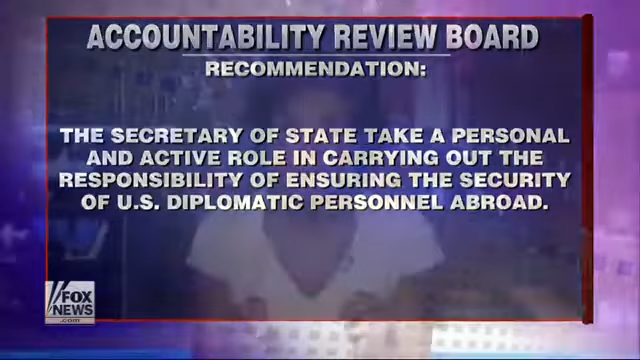 ACCOUNTABILITY REVIEW BOARD
RECOMMENDATION:
THE SECRETARY OF STATE TAKE A PERSONAL
AND ACTIVE ROLE IN CARRYING OUT THE
RESPONSIBILITY OF ENSURING THE SECURITY
OF U.S. DIPLOMATIC PERSONNEL ABROAD.
FOX
NEWS
.com